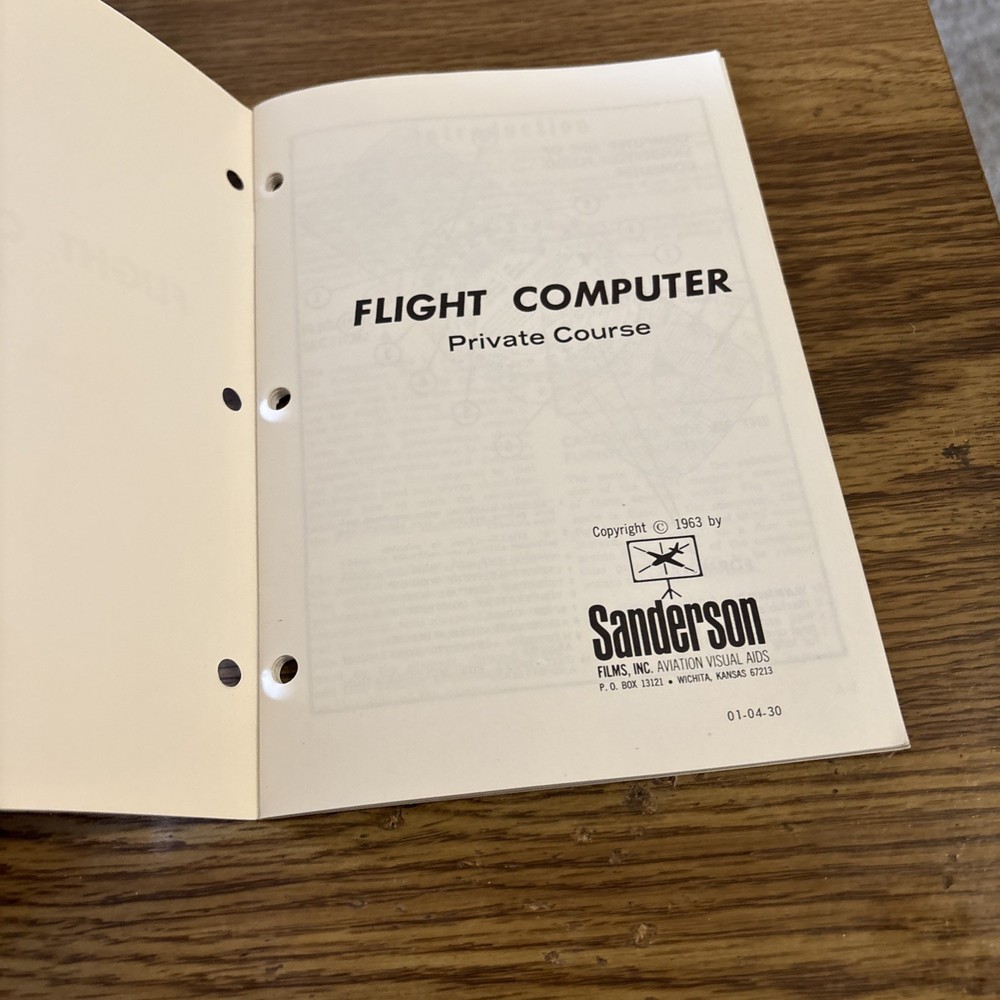 FLIGHT COMPUTER
Private Course
Copyright © 1963 by
Sanderson
FILMS, INC. AVIATION VISUAL AIDS
P. O. BOX 13121 • WICHITA, KANSAS 67213
01-04-30